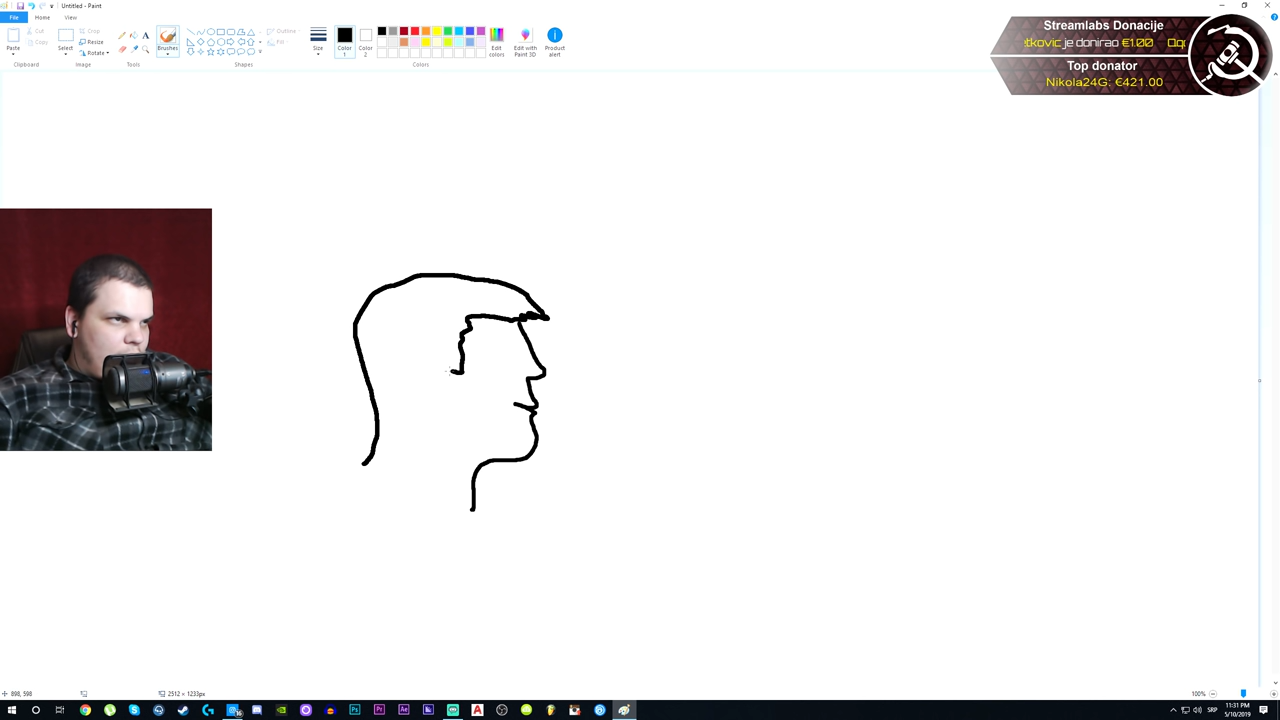 Untitled - Paint
File
Home
View
Paste
Cut
Copy
Clipboard
Select
Crop
Resize
Rotate
Image
Tools
Brushes
Shapes
Outline
Fill
Size
Color 1
Color 2
Colors
Edit colors
Edit with Paint 3D
Product alert
Streamlabs Donacije
tkovic je donirao €1.00
Top donator
Nikola24G: €421.00
898, 598
2512 × 1233px
100%
SRP
11:31 PM
5/10/2019